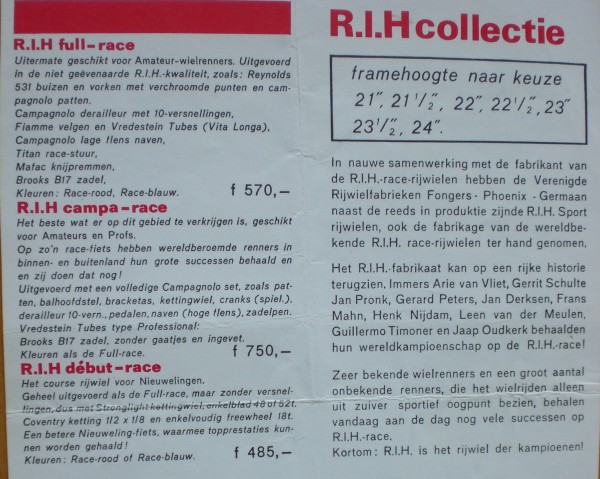 R.I.H full-race
Uitermate geschikt voor Amateur-wielrenners. Uitgevoerd
in de niet geëvenaarde R.I.H.-kwaliteit, zoals: Reynolds
531 buizen en vorken met verchroomde punten en cam-
pagnolo patten.
Campagnolo derailleur met 10-versnellingen,
Fiamme velgen en Vredestein Tubes (Vita Longa),
Campagnolo lage flens naven,
Titan race-stuur,
Mafac knijpremmen,
Brooks B17 zadel,
Kleuren: Race-rood, Race-blauw. f 570,—
R.I.H campa-race
Het beste wat er op dit gebied te verkrijgen is, geschikt
voor Amateurs en Profs.
Op zo'n race-fiets hebben wereldberoemde renners in
binnen- en buitenland hun grote successen behaald en
en zij doen dat nog!
Uitgevoerd met een volledige Campagnolo set, zoals pat-
ten, balhoofdstel, bracketas, kettingwiel, cranks (spiel.),
derailleur 10-vern., pedalen, naven (hoge flens), zadelpen.
Vredestein Tubes type Professional:
Brooks B17 zadel, zonder gaatjes en ingevet.
Kleuren als de Full-race. f 750,—
R.I.H début-race
Het course rijwiel voor Nieuwelingen.
Geheel uitgevoerd als de Full-race, maar zonder versnel-
lingen, dus met Stronglight kettingwiel, enkelblad 48 of 52t.
Coventry ketting 1/2 x 1/8 en enkelvoudig freewheel 18t.
Een betere Nieuweling-fiets, waarmee topprestaties kun-
nen worden gehaald!
Kleuren: Race-rood of Race-blauw. f 485,—
R.I.H collectie
framehoogte naar keuze
21", 21 1/2", 22", 22 1/2", 23"
23 1/2", 24".
In nauwe samenwerking met de fabrikant van
de R.I.H.-race-rijwielen hebben de Verenigde
Rijwielfabrieken Fongers - Phoenix - Germaan
naast de reeds in produktie zijnde R.I.H. Sport
rijwielen, ook de fabrikage van de wereldbe-
kende R.I.H. race-rijwielen ter hand genomen.
Het R.I.H.-fabrikaat kan op een rijke historie
terugzien. Immers Arie van Vliet, Gerrit Schulte
Jan Pronk, Gerard Peters, Jan Derksen, Frans
Mahn, Henk Nijdam, Leen van der Meulen,
Guillermo Timoner en Jaap Oudkerk behaalden
hun wereldkampioenschap op de R.I.H.-race!
Zeer bekende wielrenners en een groot aantal
onbekende renners, die het wielrijden alleen
uit zuiver sportief oogpunt bezien, behalen
vandaag aan de dag nog vele successen op
R.I.H.-race.
Kortom: R.I.H. is het rijwiel der kampioenen!